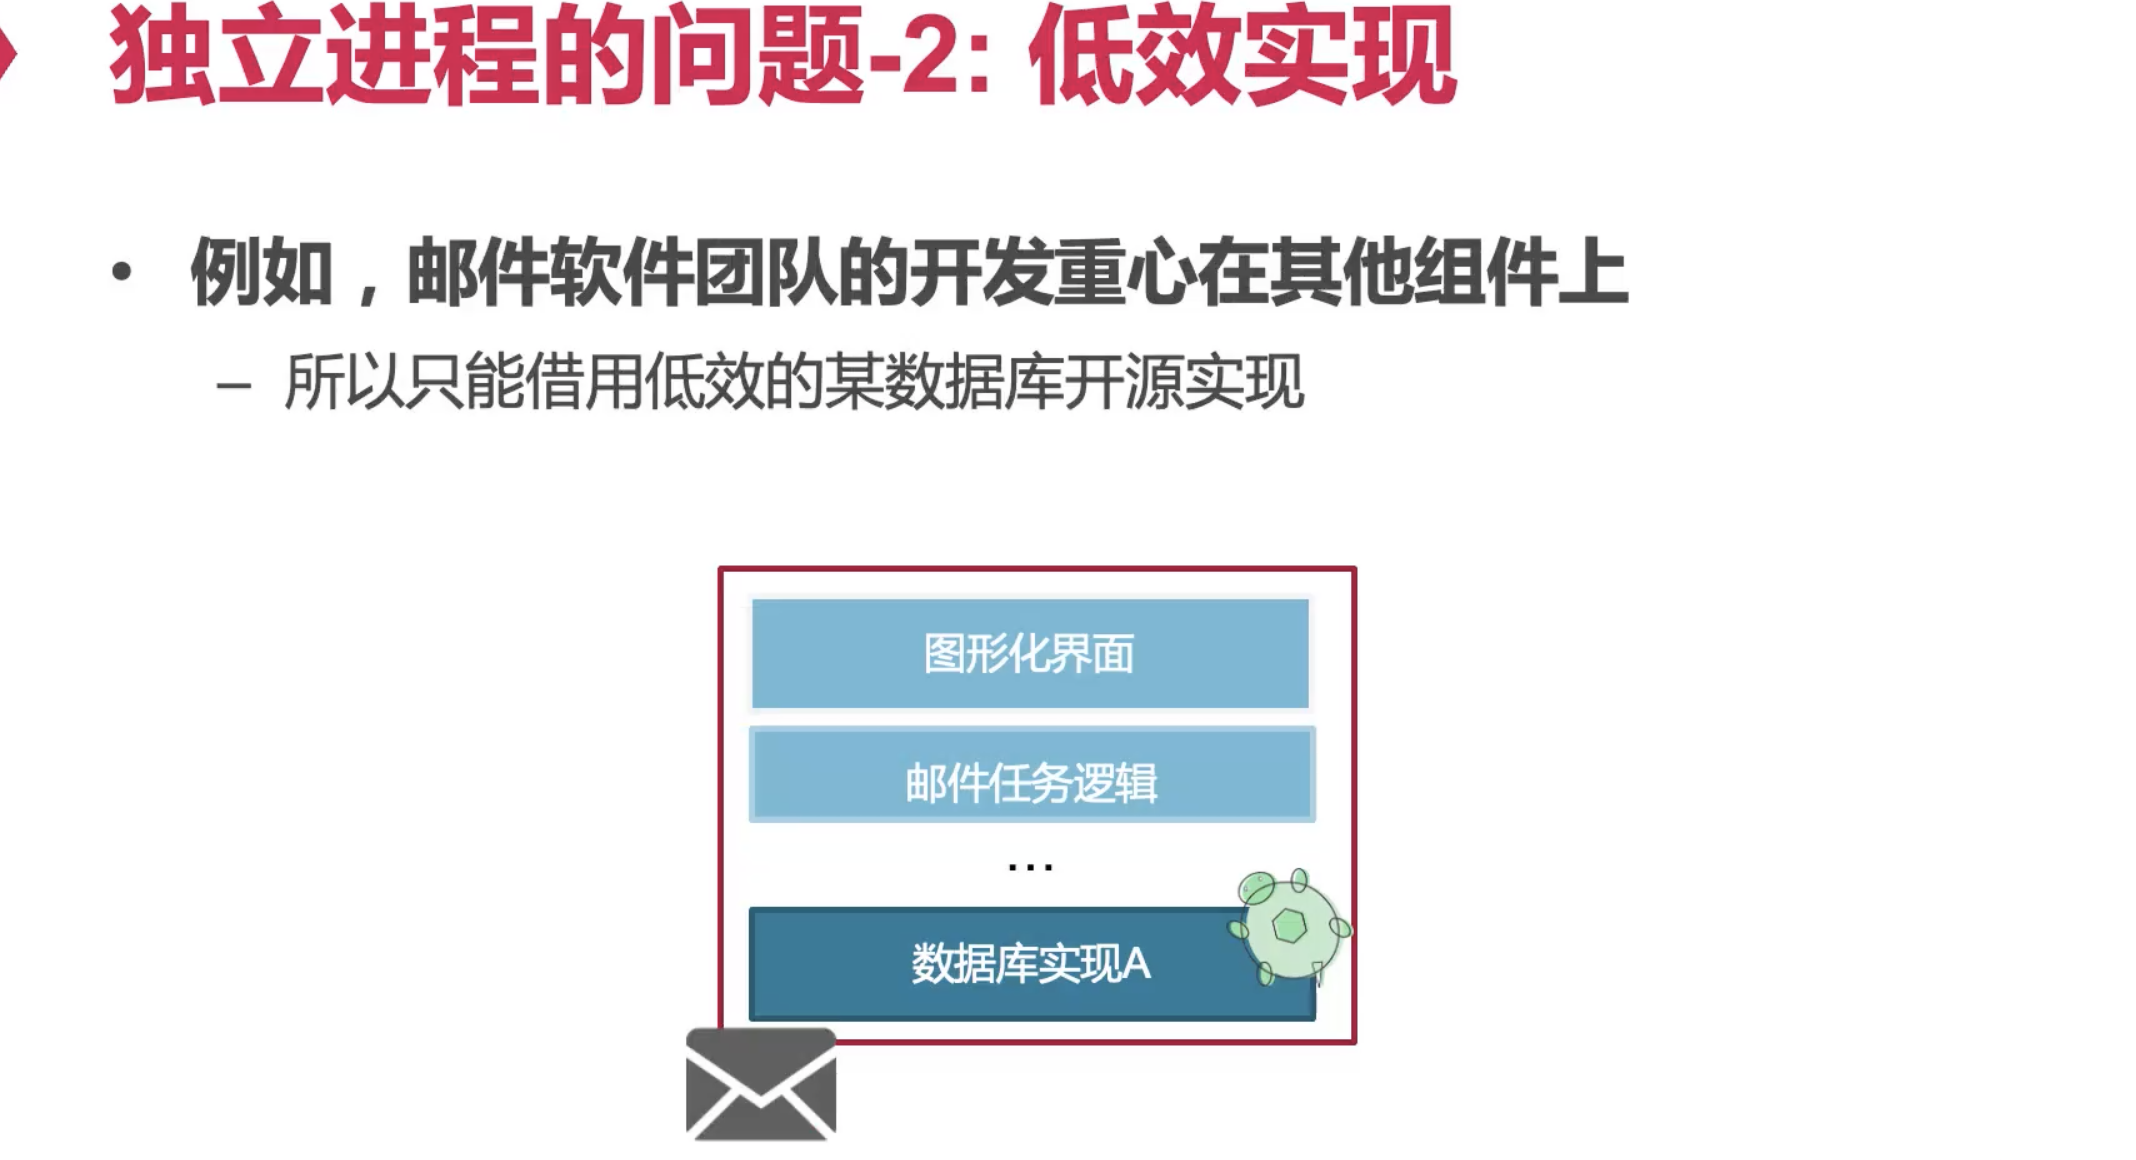 独立进程的问题-2: 低效实现
• 例如，邮件软件团队的开发重心在其他组件上
– 所以只能借用低效的某数据库开源实现
图形化界面
邮件任务逻辑
...
数据库实现A